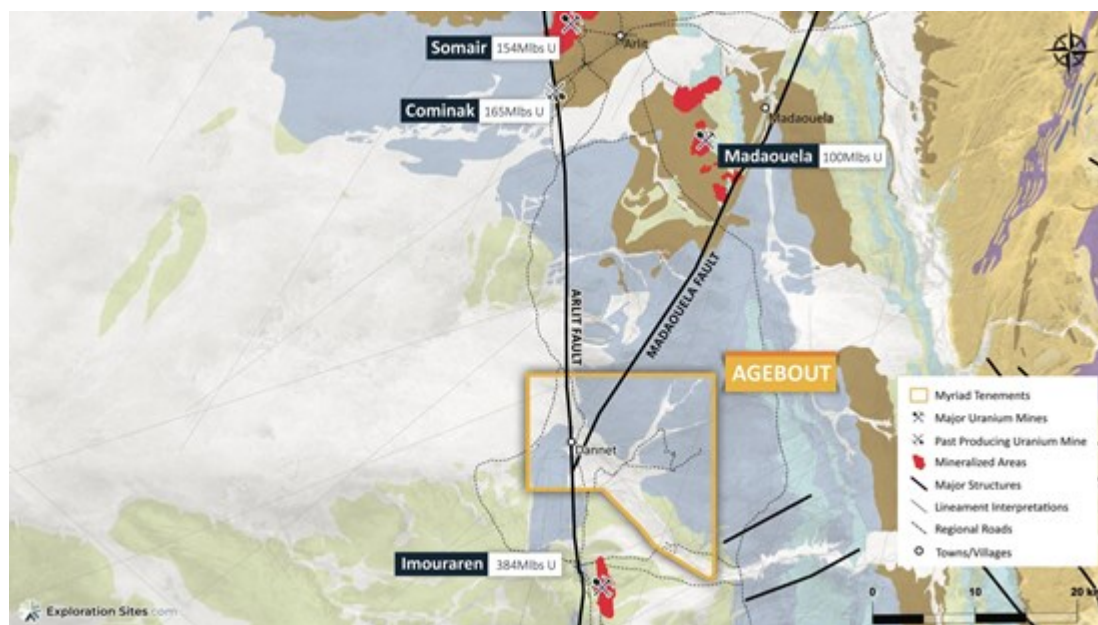 Somair 154Mlbs U
Arlit
Cominak 165Mlbs U
Madaouela
Madaouela 100Mlbs U
ARLIT FAULT
MADAOUELA FAULT
AGEBOUT
Dannet
Imouraren 384Mlbs U
Myriad Tenements
Major Uranium Mines
Past Producing Uranium Mine
Mineralized Areas
Major Structures
Lineament Interpretations
Regional Roads
Towns/Villages
0 10 20 km
Exploration Sites.com